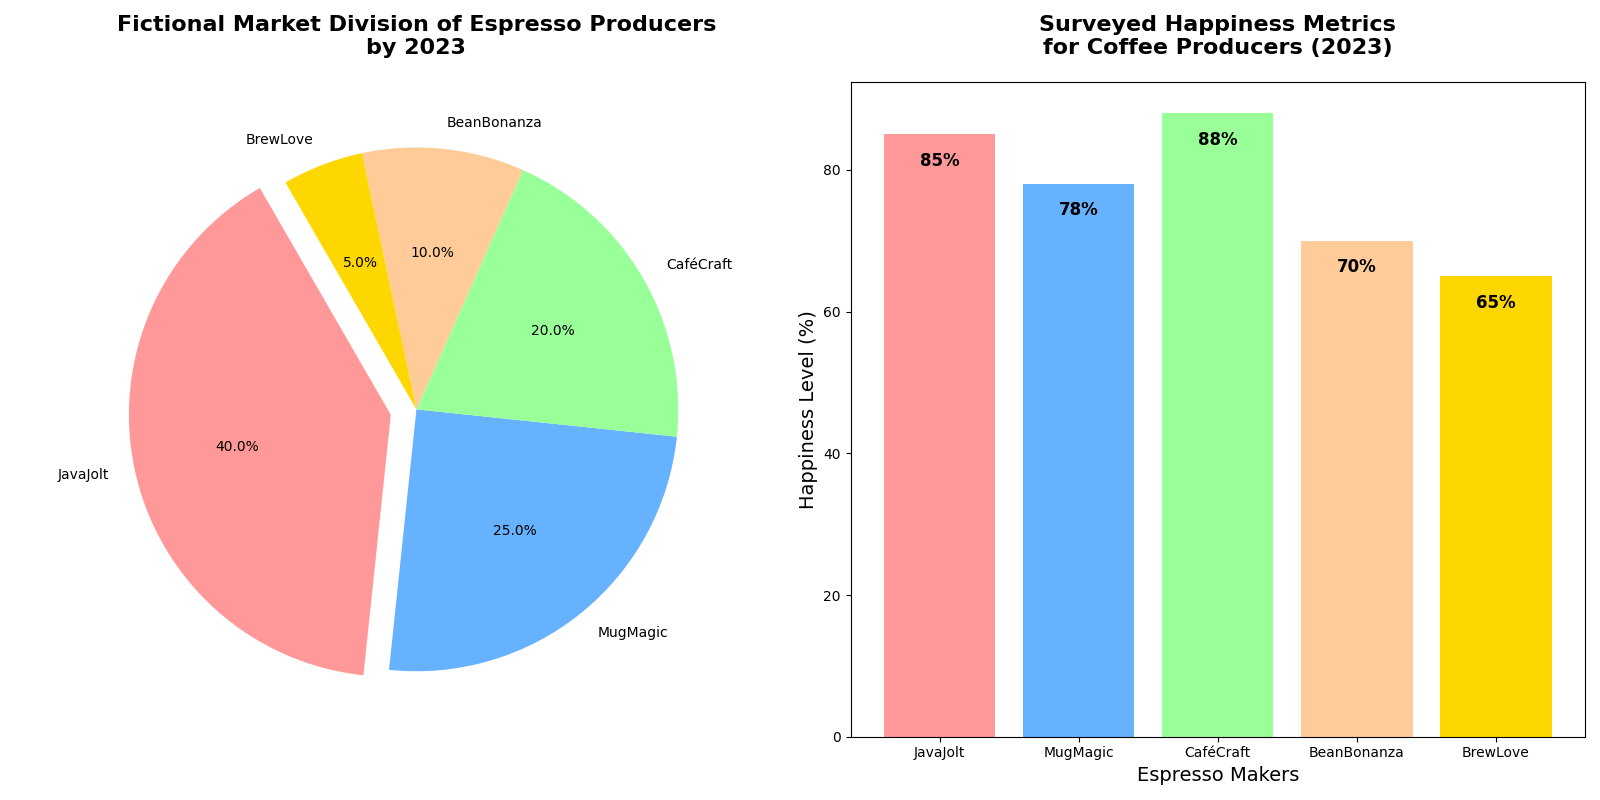 Fictional Market Division of Espresso Producers
by 2023
BrewLove
BeanBonanza
CaféCraft
JavaJolt
MugMagic
5.0%
10.0%
20.0%
40.0%
25.0%
Surveyed Happiness Metrics
for Coffee Producers (2023)
Happiness Level (%)
80
60
40
20
0
85%
78%
88%
70%
65%
JavaJolt
MugMagic
CaféCraft
BeanBonanza
BrewLove
Espresso Makers